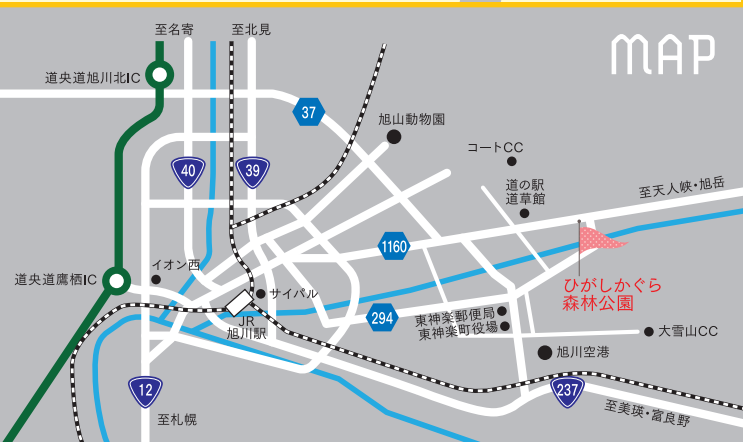 至名寄
至北見
MAP
道央道旭川北IC
37
旭山動物園
コートCC
40
39
道の駅
道草館
至天人峡・旭岳
1160
イオン西
道央道鷹栖IC
サイパル
ひがしかぐら
森林公園
JR
旭川駅
294
東神楽郵便局
東神楽町役場
大雪山CC
旭川空港
12
237
至札幌
至美瑛・富良野